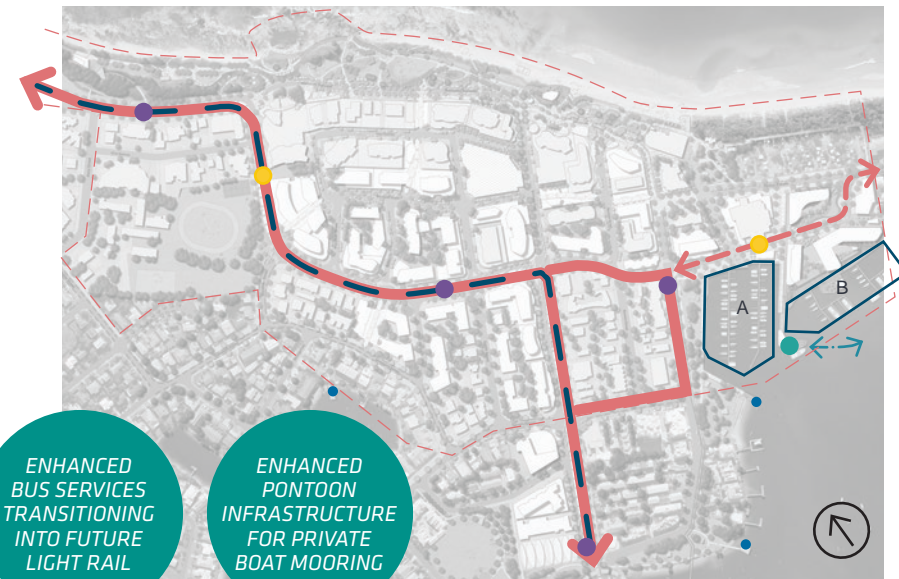 A
B
ENHANCED
BUS SERVICES
TRANSITIONING
INTO FUTURE
LIGHT RAIL
ENHANCED
PONTOON
INFRASTRUCTURE
FOR PRIVATE
BOAT MOORING